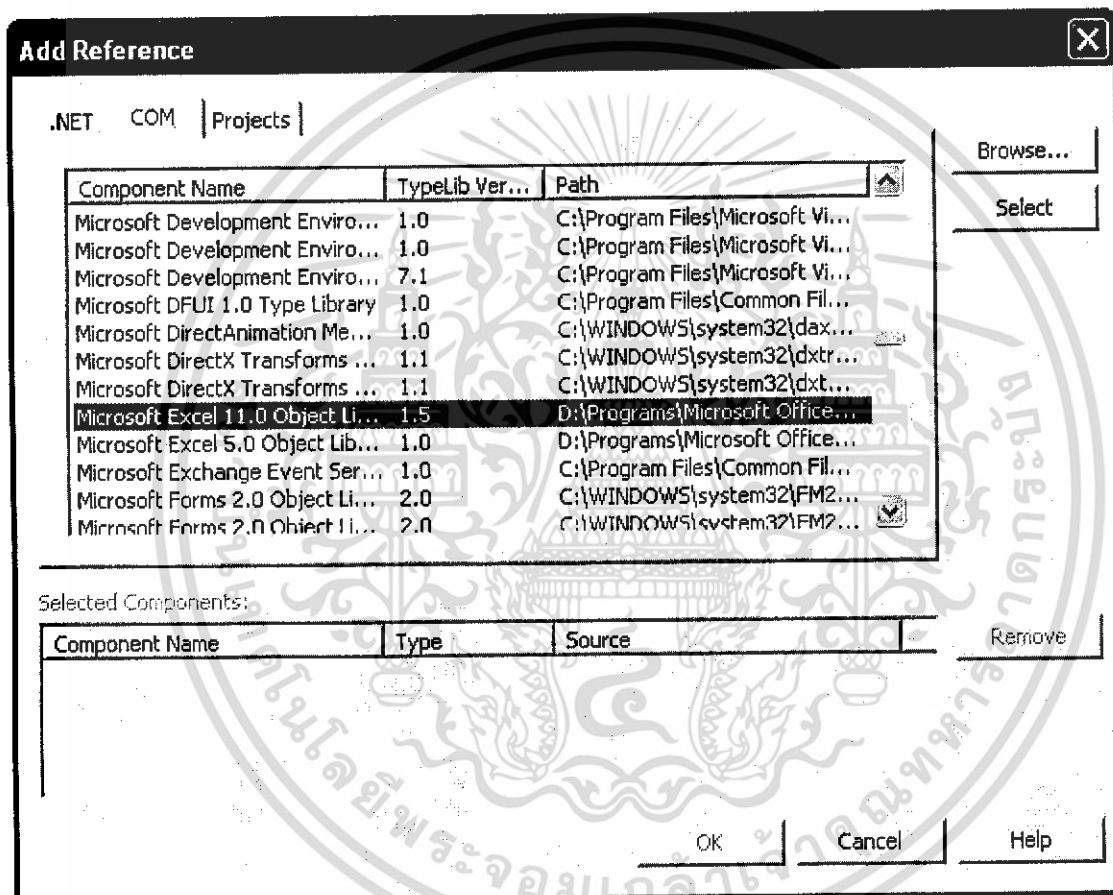 Add Reference
.NET COM Projects
Browse...
Component Name TypeLib Ver... Path
Select
Microsoft Development Enviro... 1.0 C:\Program Files\Microsoft Vi...
Microsoft Development Enviro... 1.0 C:\Program Files\Microsoft Vi...
Microsoft Development Enviro... 7.1 C:\Program Files\Microsoft Vi...
Microsoft DFUI 1.0 Type Library 1.0 C:\Program Files\Common Fil...
Microsoft DirectAnimation Me... 1.0 C:\WINDOWS\system32\dax...
Microsoft DirectX Transforms ... 1.1 C:\WINDOWS\system32\dxtr...
Microsoft DirectX Transforms ... 1.1 C:\WINDOWS\system32\dxt...
Microsoft Excel 11.0 Object Li... 1.5 D:\Programs\Microsoft Office...
Microsoft Excel 5.0 Object Lib... 1.0 D:\Programs\Microsoft Office...
Microsoft Exchange Event Ser... 1.0 C:\Program Files\Common Fil...
Microsoft Forms 2.0 Object Li... 2.0 C:\WINDOWS\system32\FM2...
Microsoft Forms 2.0 Object Li... 2.0 C:\WINDOWS\system32\FM2...
Selected Components:
Component Name Type Source
Remove
OK Cancel Help